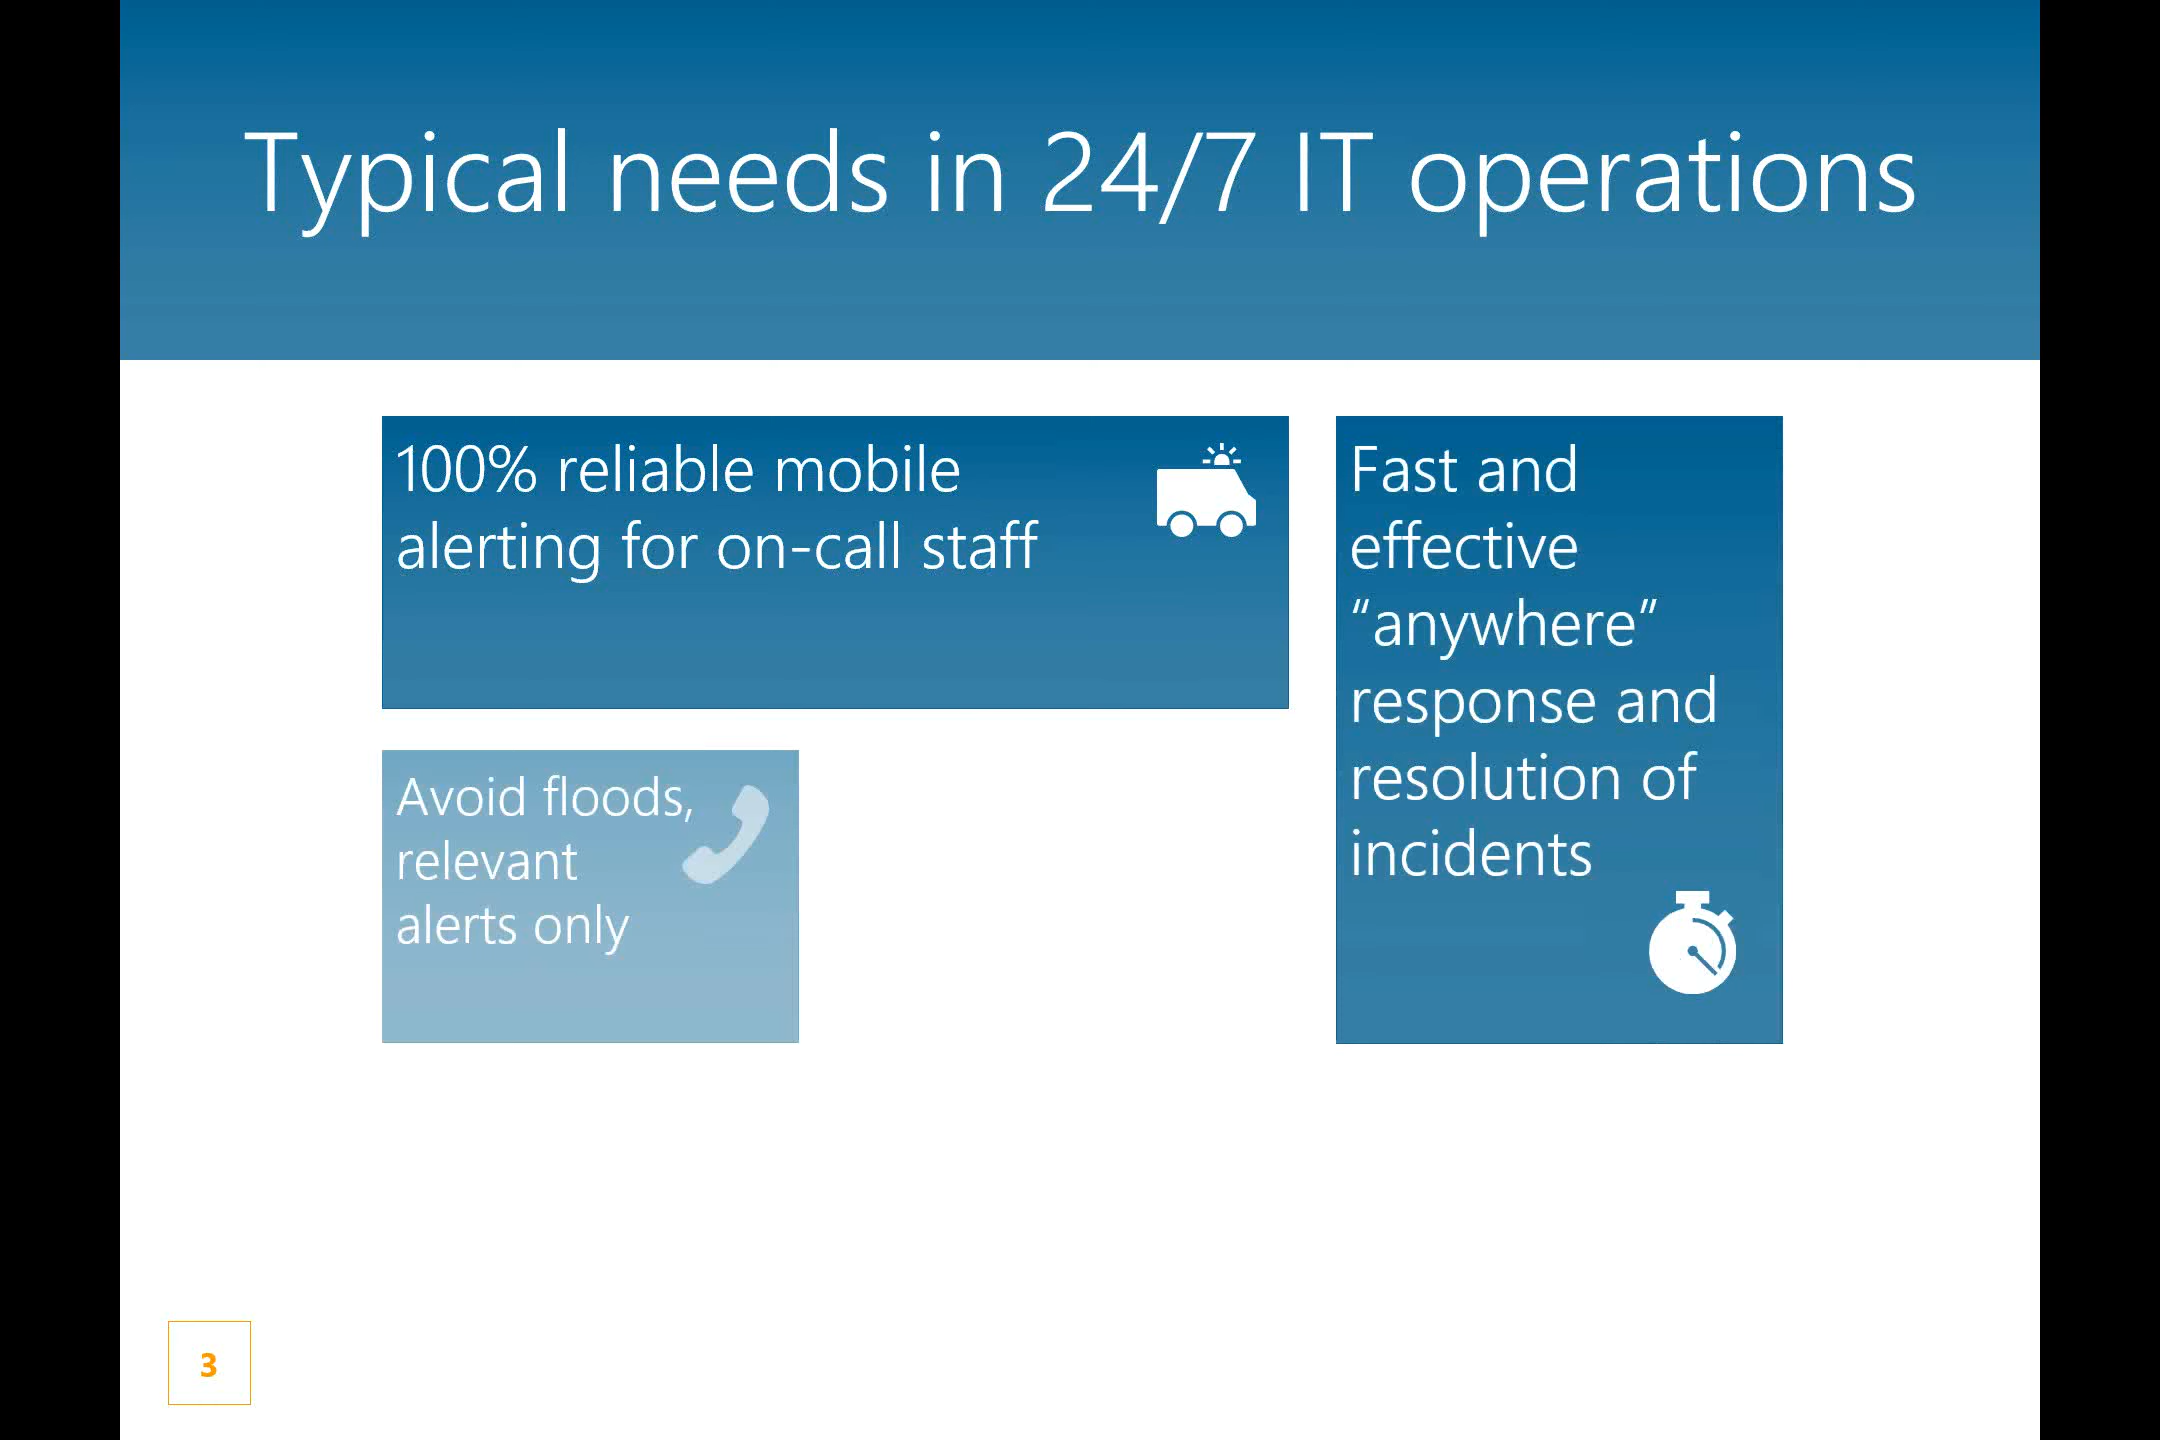 Typical needs in 24/7 IT operations
100% reliable mobile
alerting for on-call staff
Fast and
effective
“anywhere“
response and
resolution of
incidents
Avoid floods,
relevant
alerts only
3